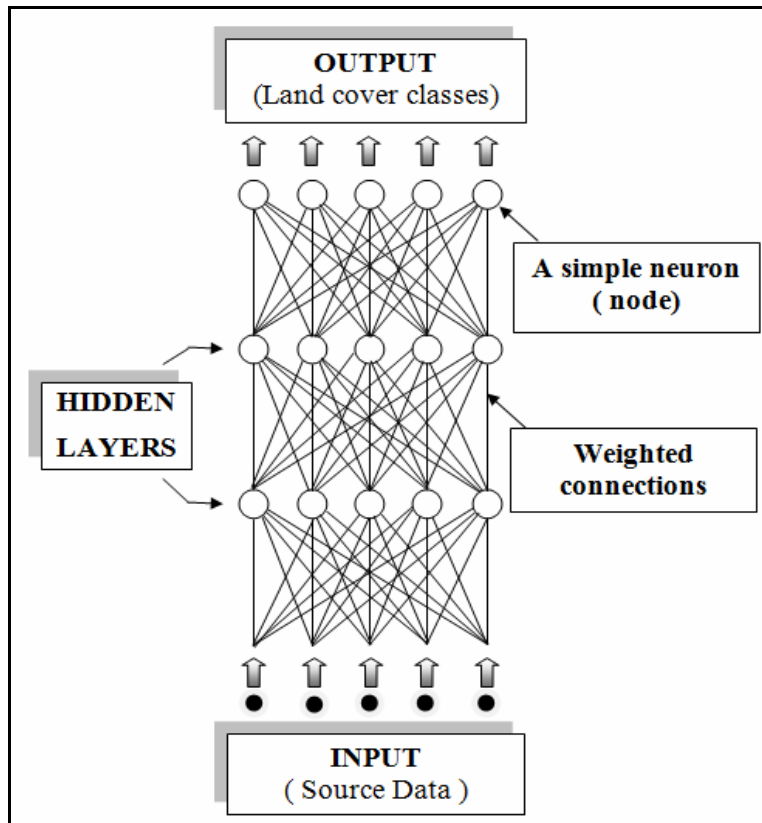 OUTPUT
(Land cover classes)
A simple neuron
( node)
HIDDEN
LAYERS
Weighted
connections
INPUT
( Source Data )